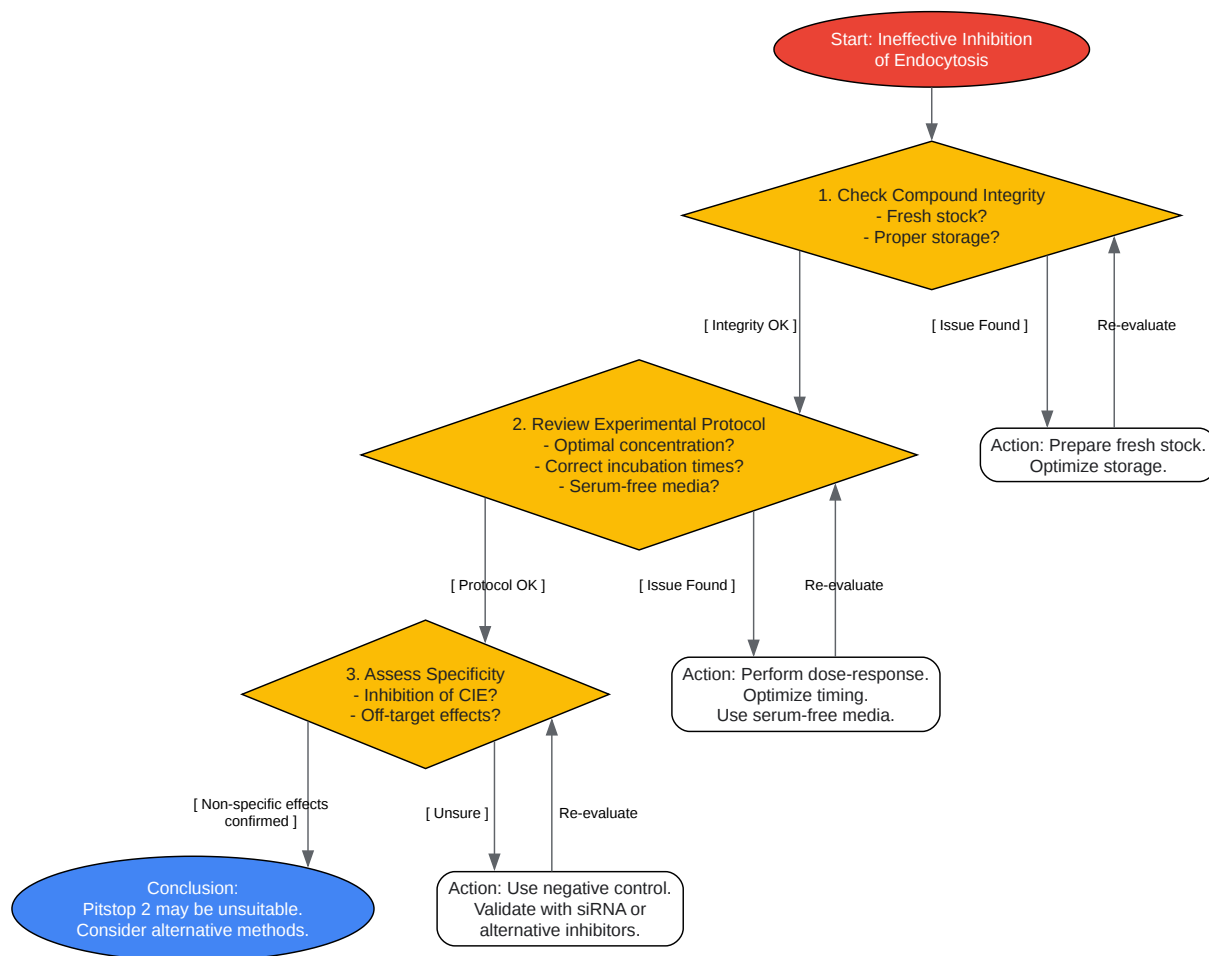 Start: Ineffective Inhibition
of Endocytosis
1. Check Compound Integrity
- Fresh stock?
- Proper storage?
[ Integrity OK ]
[ Issue Found ]
Re-evaluate
2. Review Experimental Protocol
- Optimal concentration?
- Correct incubation times?
- Serum-free media?
Action: Prepare fresh stock.
Optimize storage.
[ Protocol OK ]
[ Issue Found ]
Re-evaluate
3. Assess Specificity
- Inhibition of CIE?
- Off-target effects?
Action: Perform dose-response.
Optimize timing.
Use serum-free media.
[ Non-specific effects
confirmed ]
[ Unsure ]
Re-evaluate
Conclusion:
Pitstop 2 may be unsuitable.
Consider alternative methods.
Action: Use negative control.
Validate with siRNA or
alternative inhibitors.